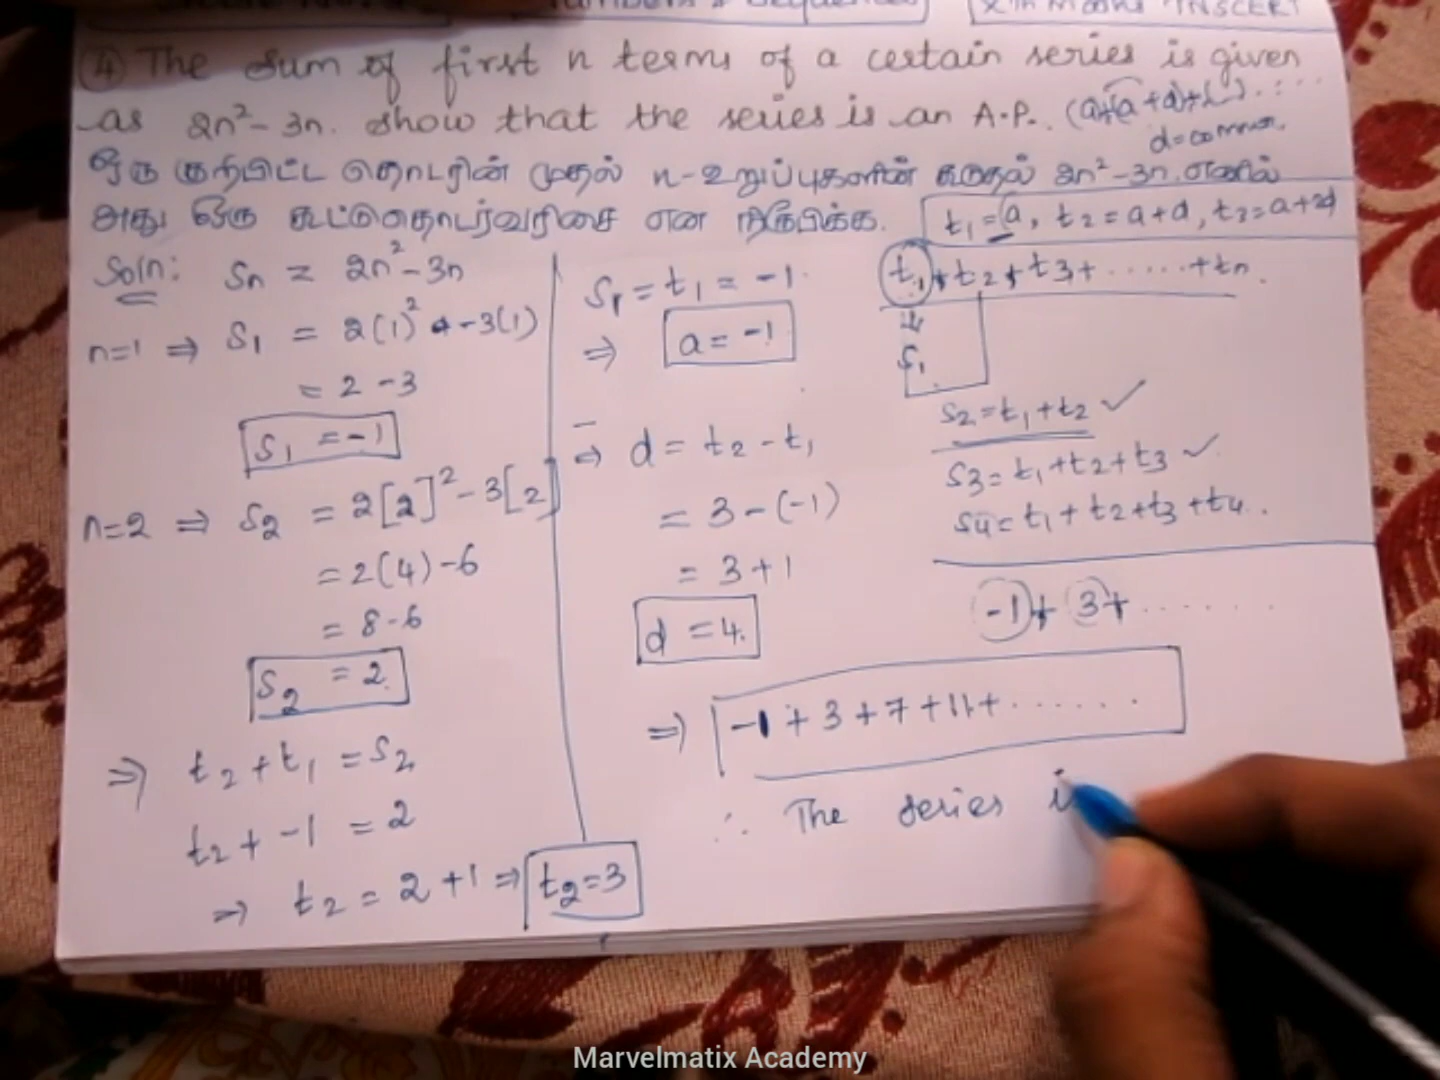 Xth Maths TNSCERT
④ The sum of first n terms of a certain series is given
as 2n² - 3n. show that the series is an A.P.
d = common
ஒரு குறிப்பிட்ட தொடரின் முதல் n-உறுப்புகளின் கூடுதல் 2n² - 3n எனில்
அது ஒரு கூட்டுத்தொடர்வரிசை என நிரூபிக்க.
t₁ = a, t₂ = a+d, t₃ = a+2d
Soln: Sn = 2n² - 3n
n=1 ⇒ S₁ = 2(1)² - 3(1)
= 2 - 3
S₁ = -1
n=2 ⇒ S₂ = 2[2]² - 3[2]
= 2(4) - 6
= 8 - 6
S₂ = 2
⇒ t₂ + t₁ = S₂
t₂ + -1 = 2
⇒ t₂ = 2 + 1 ⇒ t₂ = 3
S₁ = t₁ = -1
⇒ a = -1
⇒ d = t₂ - t₁
= 3 - (-1)
= 3 + 1
d = 4.
⇒ -1 + 3 + 7 + 11 + ......
∴ The series i
t₁ + t₂ + t₃ + ...... + tn.
S₁
S₂ = t₁ + t₂ ✓
S₃ = t₁ + t₂ + t₃ ✓
S₄ = t₁ + t₂ + t₃ + t₄.
-1 + 3 + ......
Marvelmatix Academy